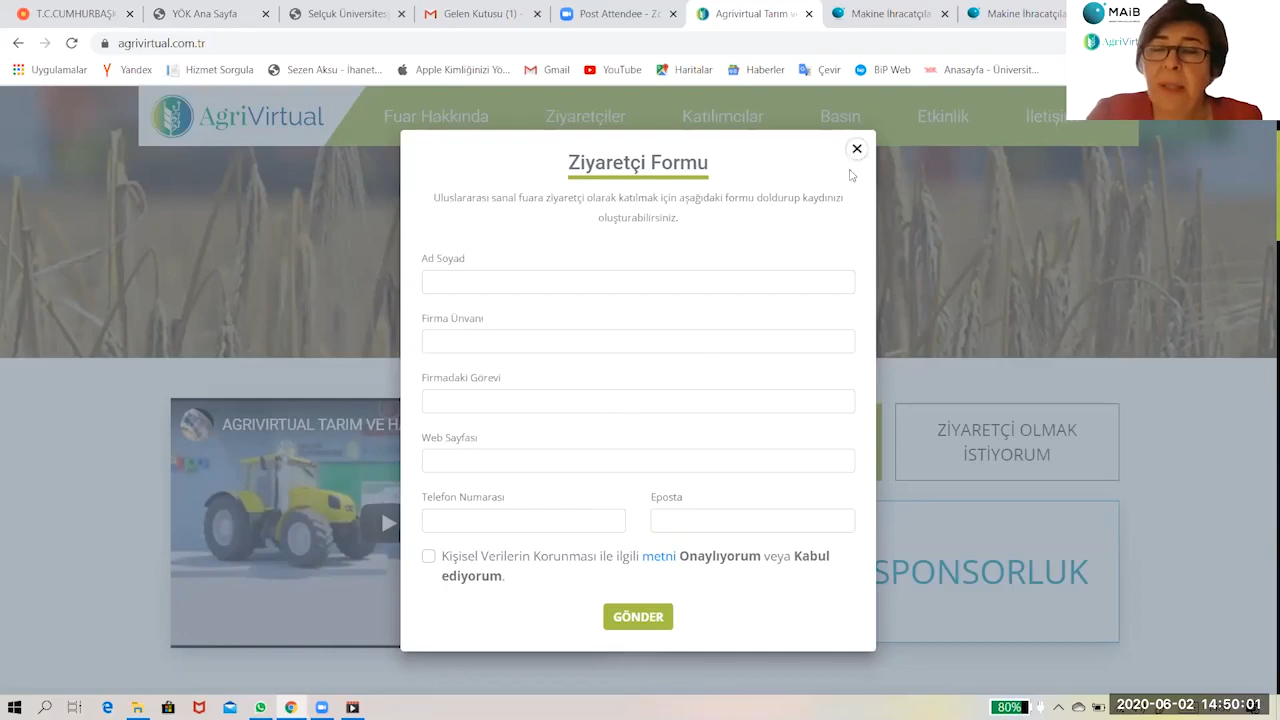 T.C.CUMHURBAŞK
YÖK Akademik
Selçuk Üniversites
Gelen Kutusu
Post Attendee - Zo
Agrivirtual Tarım v
Makine İhracatçıla
Makine İhracatçıla
agrivirtual.com.tr
Uygulamalar
Yandex
Hizmet Sorgula
Sezen Aksu - İhanet...
Apple Kimliğinizi Yö...
Gmail
YouTube
Haritalar
Haberler
Çevir
BiP Web
Anasayfa - Üniversit...
MAiB
AgriVirt
AgriVirtual
Fuar Hakkında
Ziyaretçiler
Katılımcılar
Basın
Etkinlik
İletişi
Ziyaretçi Formu
Uluslararası sanal fuara ziyaretçi olarak katılmak için aşağıdaki formu doldurup kaydınızı
oluşturabilirsiniz.
Ad Soyad
Firma Ünvanı
Firmadaki Görevi
Web Sayfası
Telefon Numarası
Eposta
Kişisel Verilerin Korunması ile ilgili metni Onaylıyorum veya Kabul
ediyorum.
GÖNDER
AGRIVIRTUAL TARIM VE HA
ZİYARETÇİ OLMAK
İSTİYORUM
SPONSORLUK
80%
2020-06-02 14:50:01